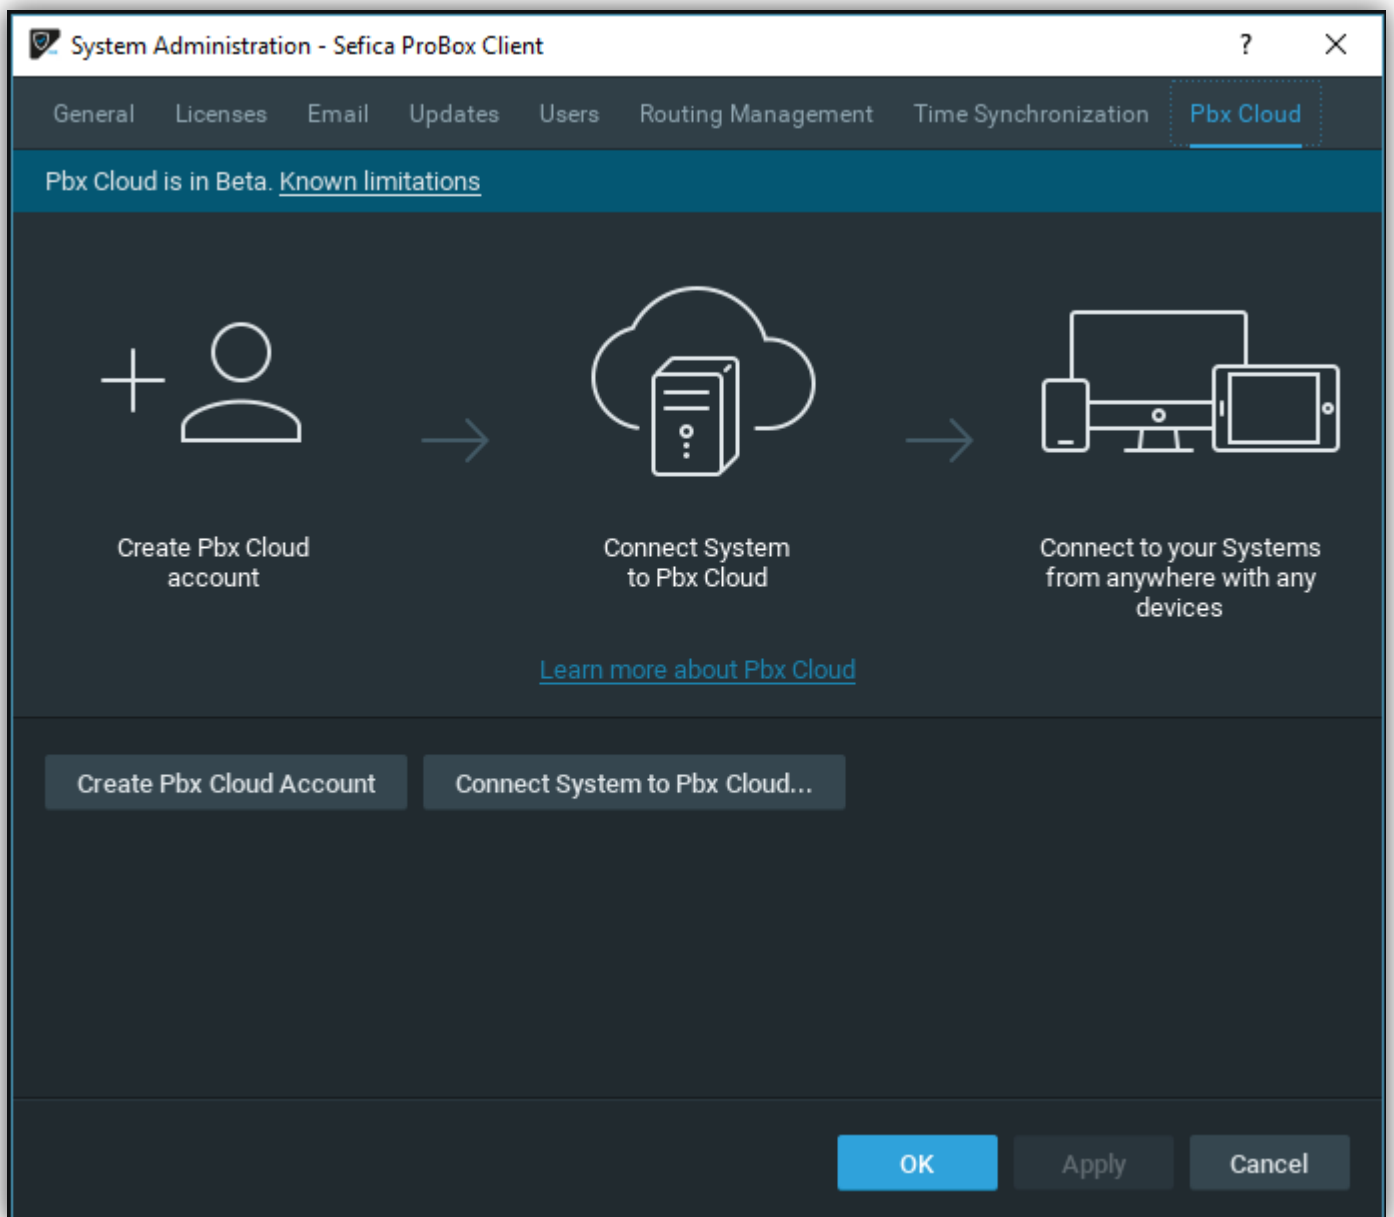 System Administration - Sefica ProBox Client
?
General Licenses Email Updates Users Routing Management Time Synchronization Pbx Cloud
Pbx Cloud is in Beta. Known limitations
Create Pbx Cloud
account
Connect System
to Pbx Cloud
Connect to your Systems
from anywhere with any
devices
Learn more about Pbx Cloud
Create Pbx Cloud Account
Connect System to Pbx Cloud...
OK Apply Cancel